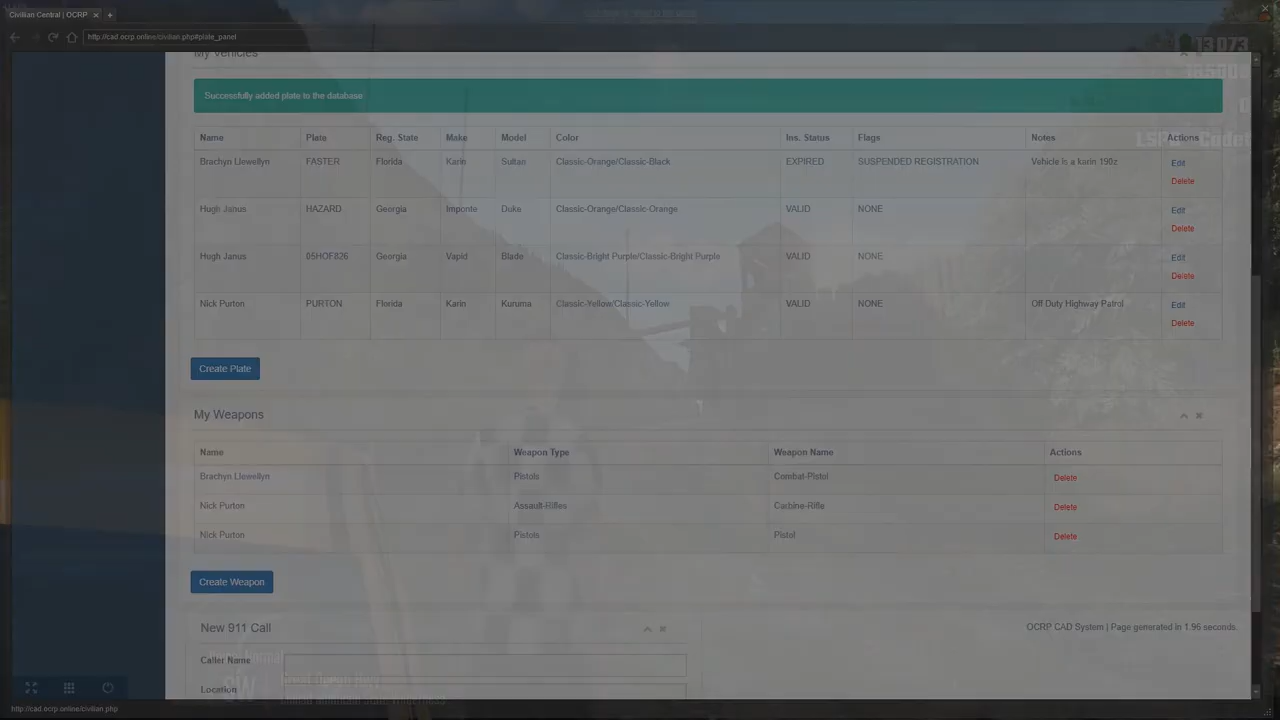 Civilian Central | OCRP
http://cad.ocrp.online/civilian.php#plate_panel
13,073
My Vehicles
Successfully added plate to the database
Name Plate Reg. State Make Model Color Ins. Status Flags Notes Actions
Brachyn Llewellyn FASTER Florida Karin Sultan Classic-Orange/Classic-Black EXPIRED SUSPENDED REGISTRATION Vehicle is a karin 190z Edit
Delete
Hugh Janus HAZARD Georgia Imponte Duke Classic-Orange/Classic-Orange VALID NONE Edit
Delete
Hugh Janus 05HOF826 Georgia Vapid Blade Classic-Bright Purple/Classic-Bright Purple VALID NONE Edit
Delete
Nick Purton PURTON Florida Karin Kuruma Classic-Yellow/Classic-Yellow VALID NONE Off Duty Highway Patrol Edit
Delete
Create Plate
My Weapons
Name Weapon Type Weapon Name Actions
Brachyn Llewellyn Pistols Combat-Pistol Delete
Nick Purton Assault-Rifles Carbine-Rifle Delete
Nick Purton Pistols Pistol Delete
Create Weapon
New 911 Call
OCRP CAD System | Page generated in 1.96 seconds.
Caller Name
Location
SW
http://cad.ocrp.online/civilian.php